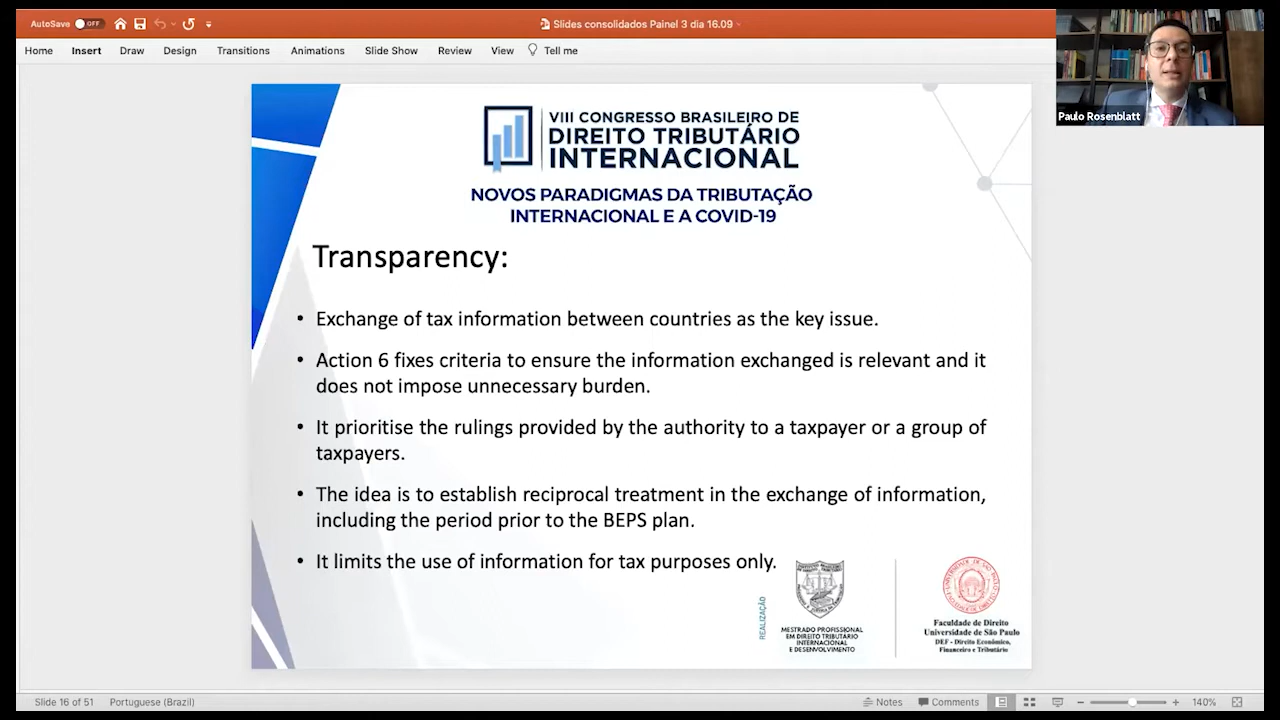 AutoSave OFF
Slides consolidados Painel 3 dia 16.09
Home Insert Draw Design Transitions Animations Slide Show Review View Tell me
Paulo Rosenblatt
VIII CONGRESSO BRASILEIRO DE
DIREITO TRIBUTÁRIO
INTERNACIONAL
NOVOS PARADIGMAS DA TRIBUTAÇÃO
INTERNACIONAL E A COVID-19
Transparency:
• Exchange of tax information between countries as the key issue.
• Action 6 fixes criteria to ensure the information exchanged is relevant and it
does not impose unnecessary burden.
• It prioritise the rulings provided by the authority to a taxpayer or a group of
taxpayers.
• The idea is to establish reciprocal treatment in the exchange of information,
including the period prior to the BEPS plan.
• It limits the use of information for tax purposes only.
REALIZAÇÃO
MESTRADO PROFISSIONAL
EM DIREITO TRIBUTÁRIO
INTERNACIONAL
E DESENVOLVIMENTO
Faculdade de Direito
Universidade de São Paulo
DEF - Direito Econômico,
Financeiro e Tributário
Slide 16 of 51 Portuguese (Brazil) Notes Comments 140%